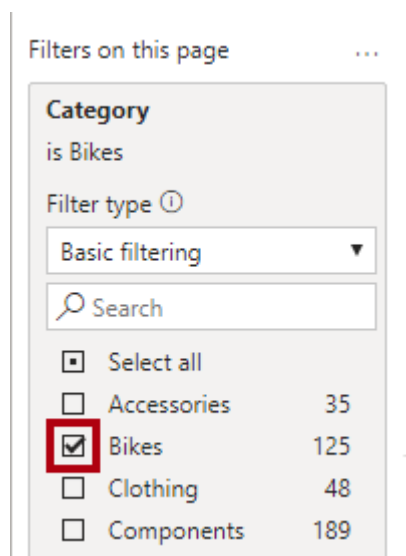 Filters on this page ...
Category
is Bikes
Filter type ⓘ
Basic filtering
Search
Select all
Accessories 35
Bikes 125
Clothing 48
Components 189